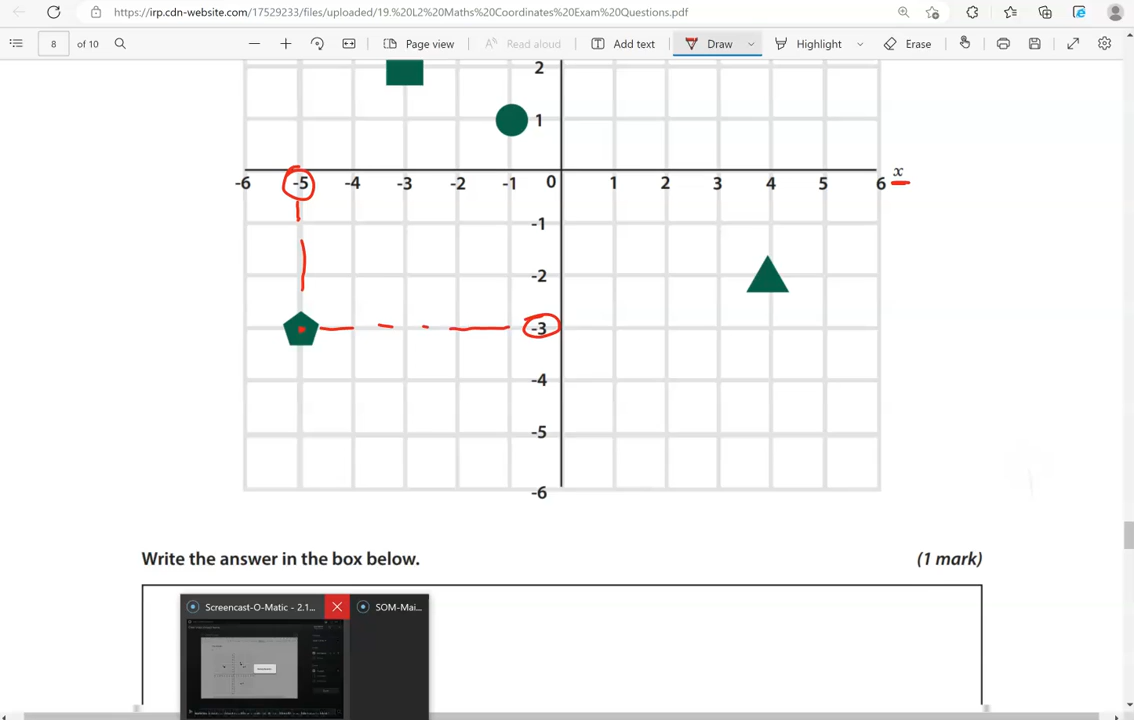 https://irp.cdn-website.com/17529233/files/uploaded/19.%20L2%20Maths%20Coordinates%20Exam%20Questions.pdf
8 of 10 Page view Read aloud Add text Draw Highlight Erase
2
1
x
-6 -5 -4 -3 -2 -1 0 1 2 3 4 5 6
-1
-2
-3
-4
-5
-6
Write the answer in the box below. (1 mark)
Screencast-O-Matic - 2.1... SOM-Mai...